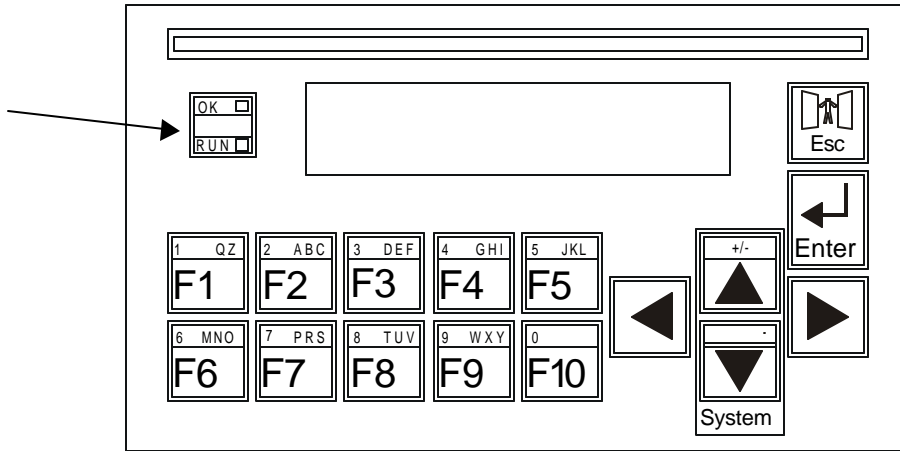 OK
RUN
Esc
Enter
1 QZ
F1
2 ABC
F2
3 DEF
F3
4 GHI
F4
5 JKL
F5
+/-
6 MNO
F6
7 PRS
F7
8 TUV
F8
9 WXY
F9
0
F10
.
System